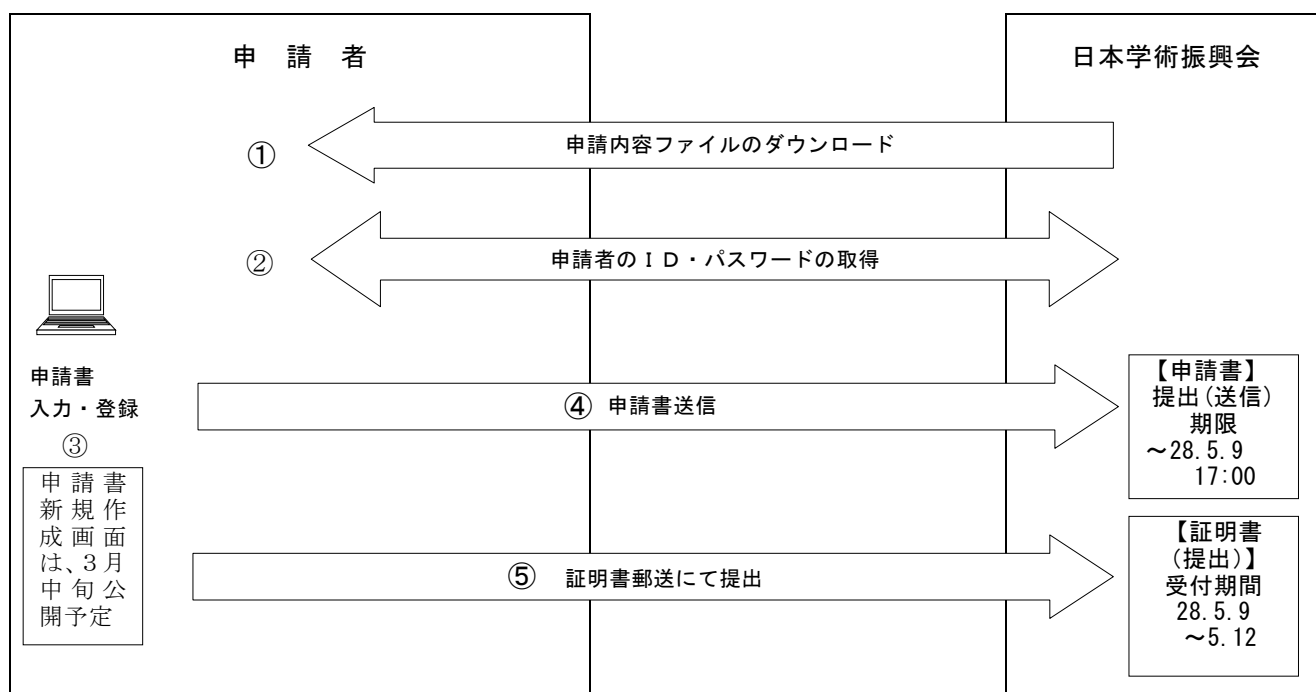 申 請 者
日本学術振興会
①
申請内容ファイルのダウンロード
②
申請者のＩＤ・パスワードの取得
申請書
入力・登録
③
申請書
新規作
成画面
は、３月
中旬公
開予定
④ 申請書送信
【申請書】
提出(送信)
期限
～28.5.9
17:00
⑤ 証明書郵送にて提出
【証明書
(提出)】
受付期間
28.5.9
～5.12